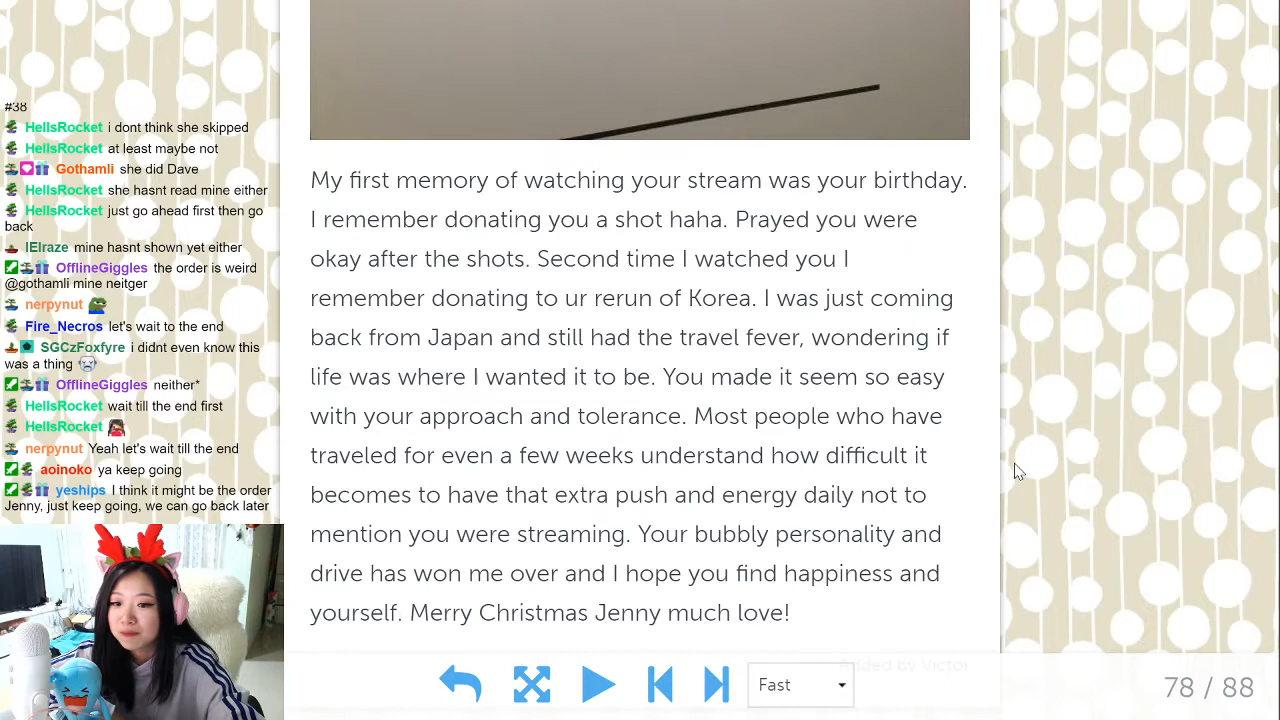 #38
HellsRocket i dont think she skipped
HellsRocket at least maybe not
Gothamli she did Dave
HellsRocket she hasnt read mine either
HellsRocket just go ahead first then go
back
IElraze mine hasnt shown yet either
OfflineGiggles the order is weird
@gothamli mine neitger
nerpynut
Fire_Necros let's wait to the end
SGCzFoxfyre i didnt even know this
was a thing
OfflineGiggles neither*
HellsRocket wait till the end first
HellsRocket
nerpynut Yeah let's wait till the end
aoinoko ya keep going
yeships I think it might be the order
Jenny, just keep going, we can go back later
My first memory of watching your stream was your birthday.
I remember donating you a shot haha. Prayed you were
okay after the shots. Second time I watched you I
remember donating to ur rerun of Korea. I was just coming
back from Japan and still had the travel fever, wondering if
life was where I wanted it to be. You made it seem so easy
with your approach and tolerance. Most people who have
traveled for even a few weeks understand how difficult it
becomes to have that extra push and energy daily not to
mention you were streaming. Your bubbly personality and
drive has won me over and I hope you find happiness and
yourself. Merry Christmas Jenny much love!
Added by Victor
Fast
78 / 88